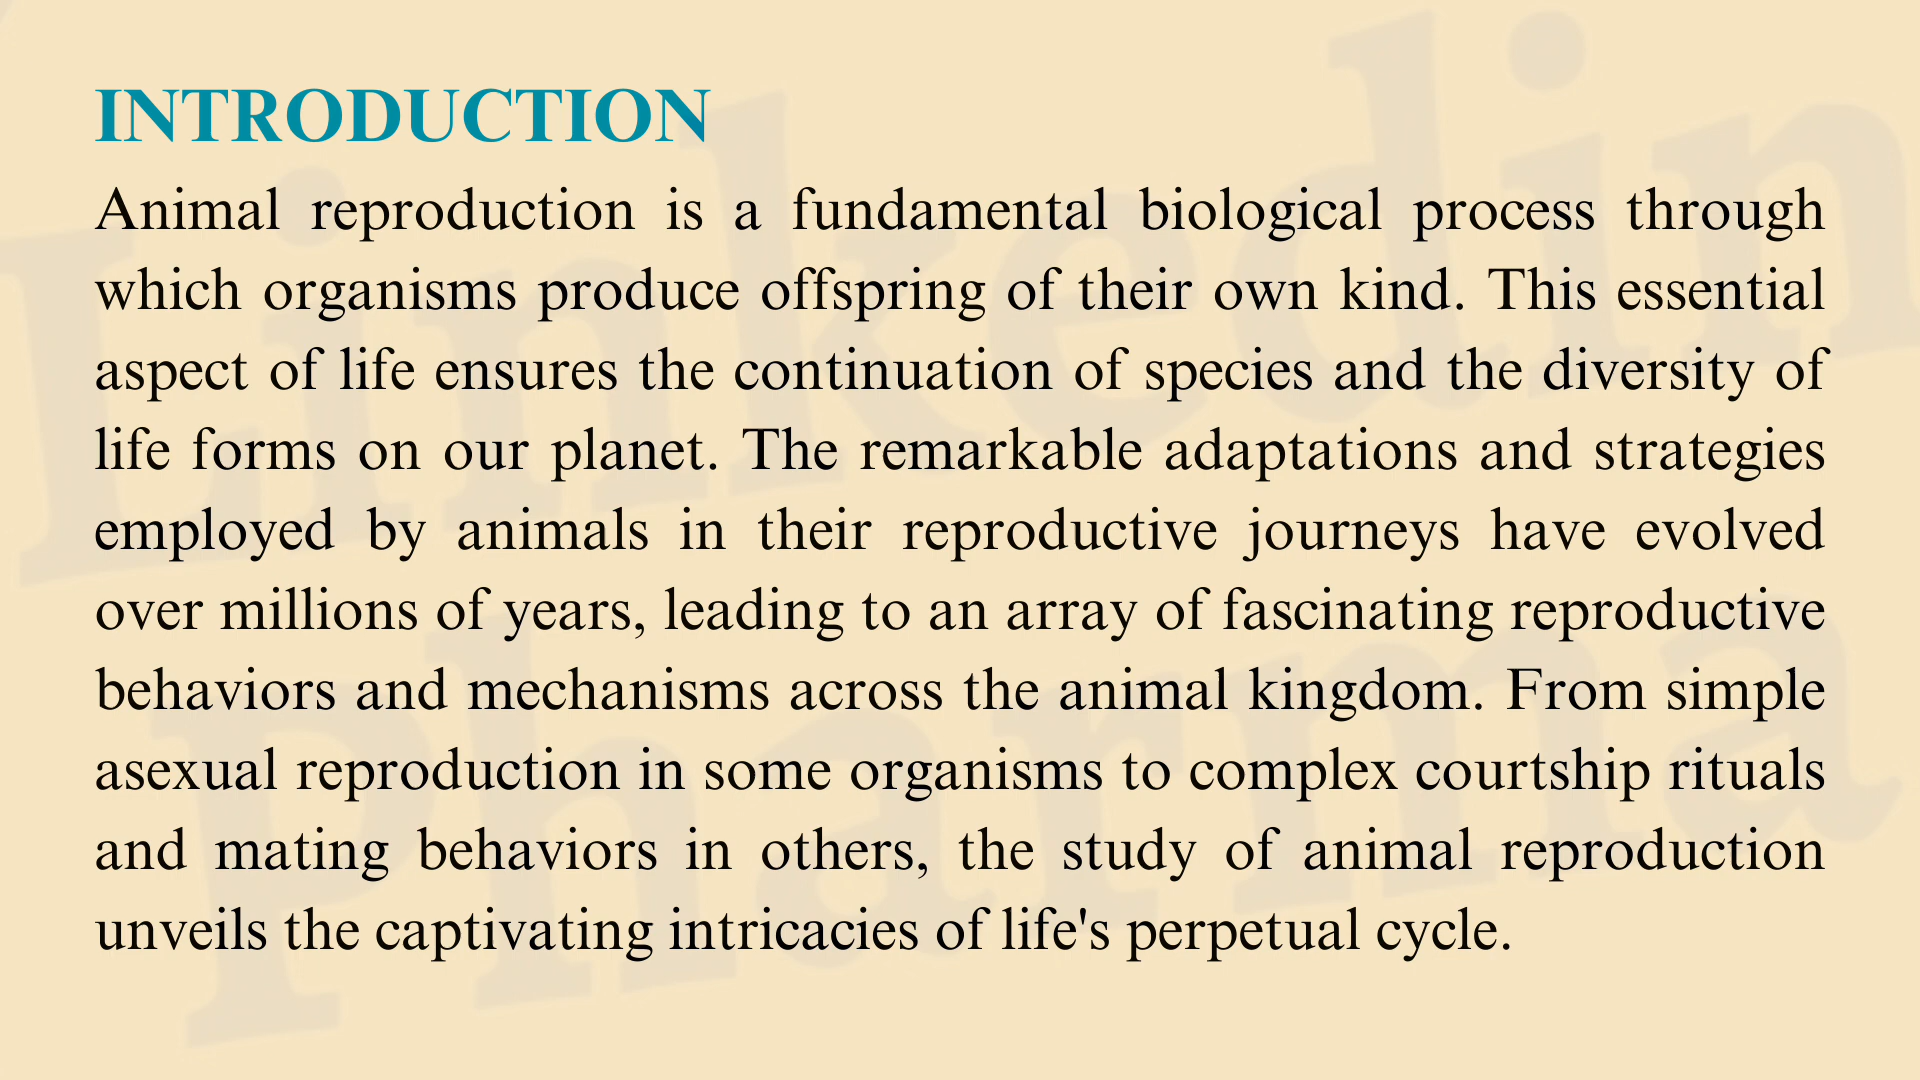 INTRODUCTION
Animal reproduction is a fundamental biological process through
which organisms produce offspring of their own kind. This essential
aspect of life ensures the continuation of species and the diversity of
life forms on our planet. The remarkable adaptations and strategies
employed by animals in their reproductive journeys have evolved
over millions of years, leading to an array of fascinating reproductive
behaviors and mechanisms across the animal kingdom. From simple
asexual reproduction in some organisms to complex courtship rituals
and mating behaviors in others, the study of animal reproduction
unveils the captivating intricacies of life's perpetual cycle.
Linkedin
Pharma